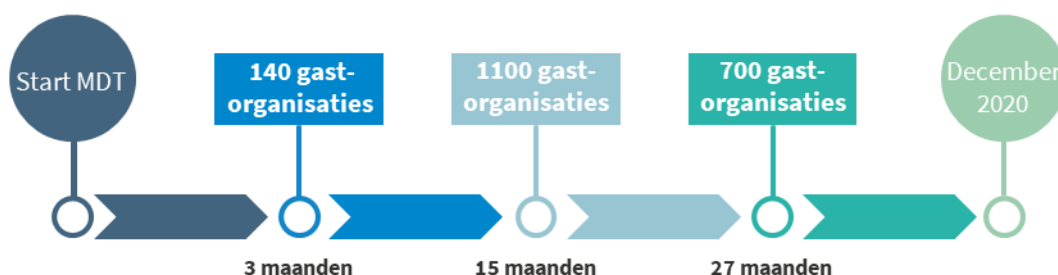 Start MDT
140 gast-
organisaties
1100 gast-
organisaties
700 gast-
organisaties
December
2020
3 maanden
15 maanden
27 maanden